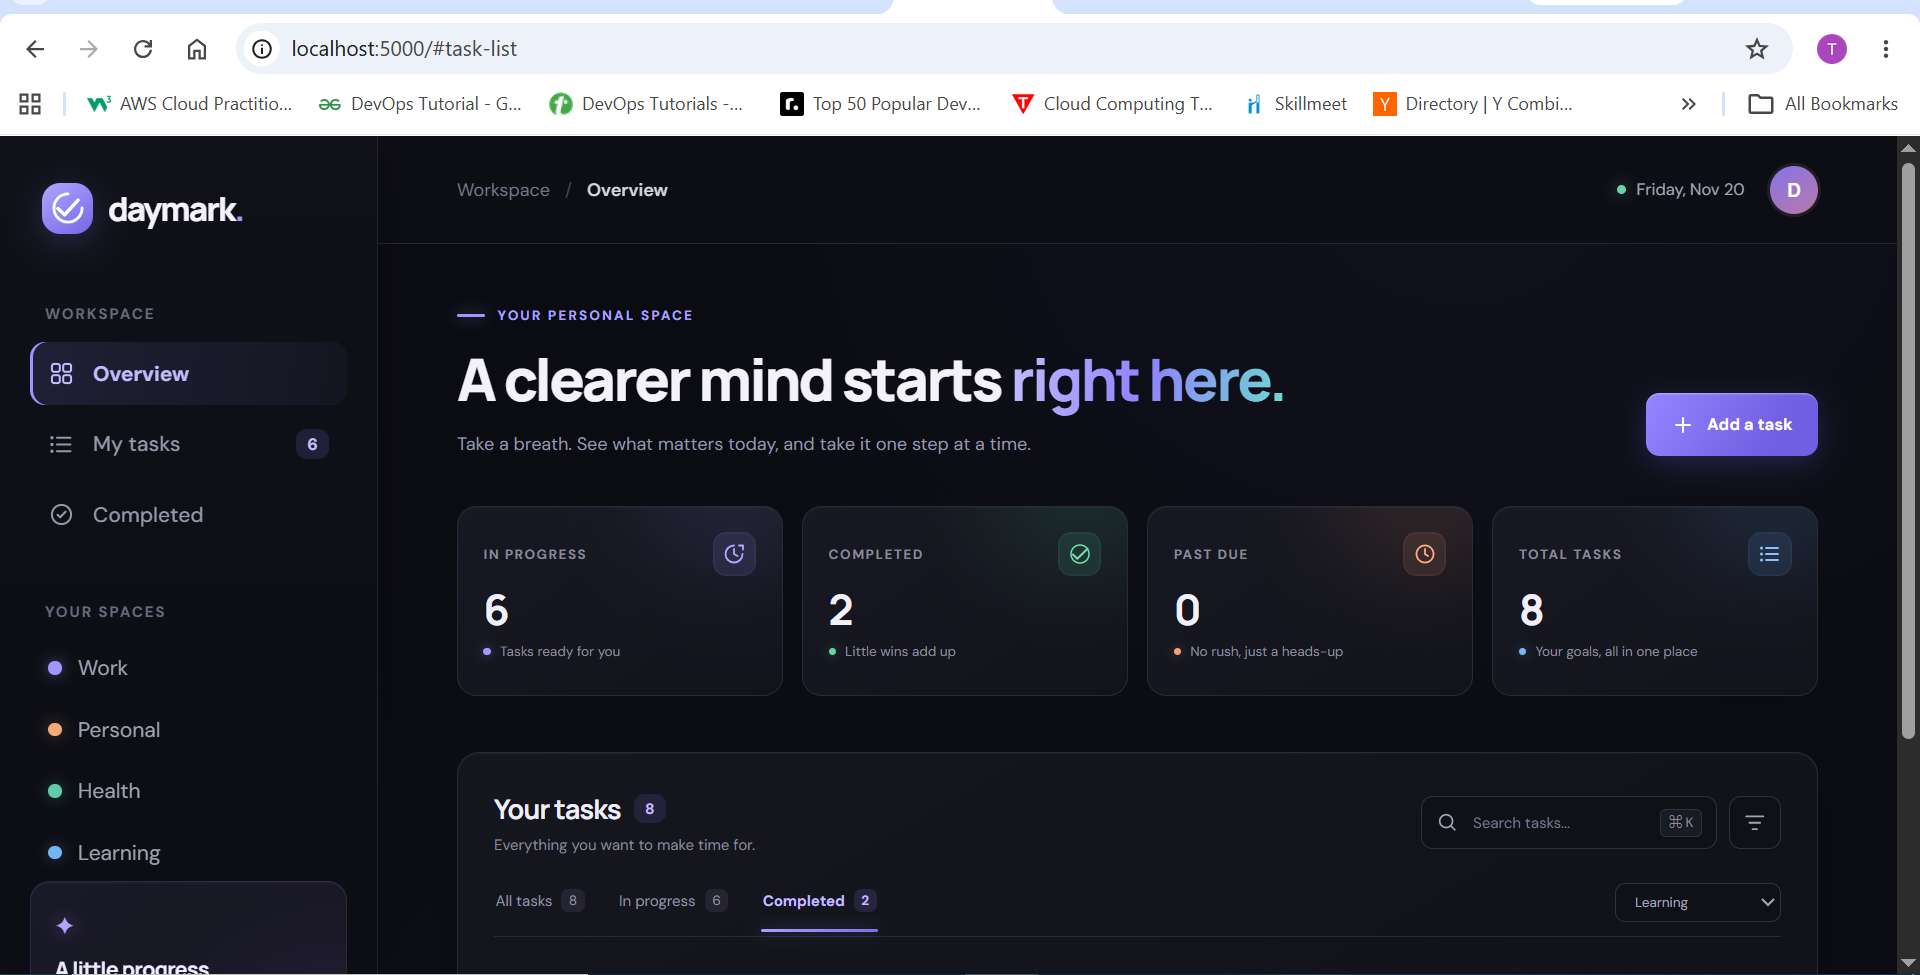 localhost:5000/#task-list
T
AWS Cloud Practitio...
DevOps Tutorial - G...
DevOps Tutorials -...
Top 50 Popular Dev...
Cloud Computing T...
Skillmeet
Y
Directory | Y Combi...
All Bookmarks
daymark.
WORKSPACE
Overview
My tasks 6
Completed
YOUR SPACES
Work
Personal
Health
Learning
A little progress
Workspace / Overview
Friday, Nov 20
D
YOUR PERSONAL SPACE
A clearer mind starts right here.
Take a breath. See what matters today, and take it one step at a time.
+ Add a task
IN PROGRESS
6
Tasks ready for you
COMPLETED
2
Little wins add up
PAST DUE
0
No rush, just a heads-up
TOTAL TASKS
8
Your goals, all in one place
Your tasks 8
Everything you want to make time for.
Search tasks... ⌘K
All tasks 8 In progress 6 Completed 2
Learning